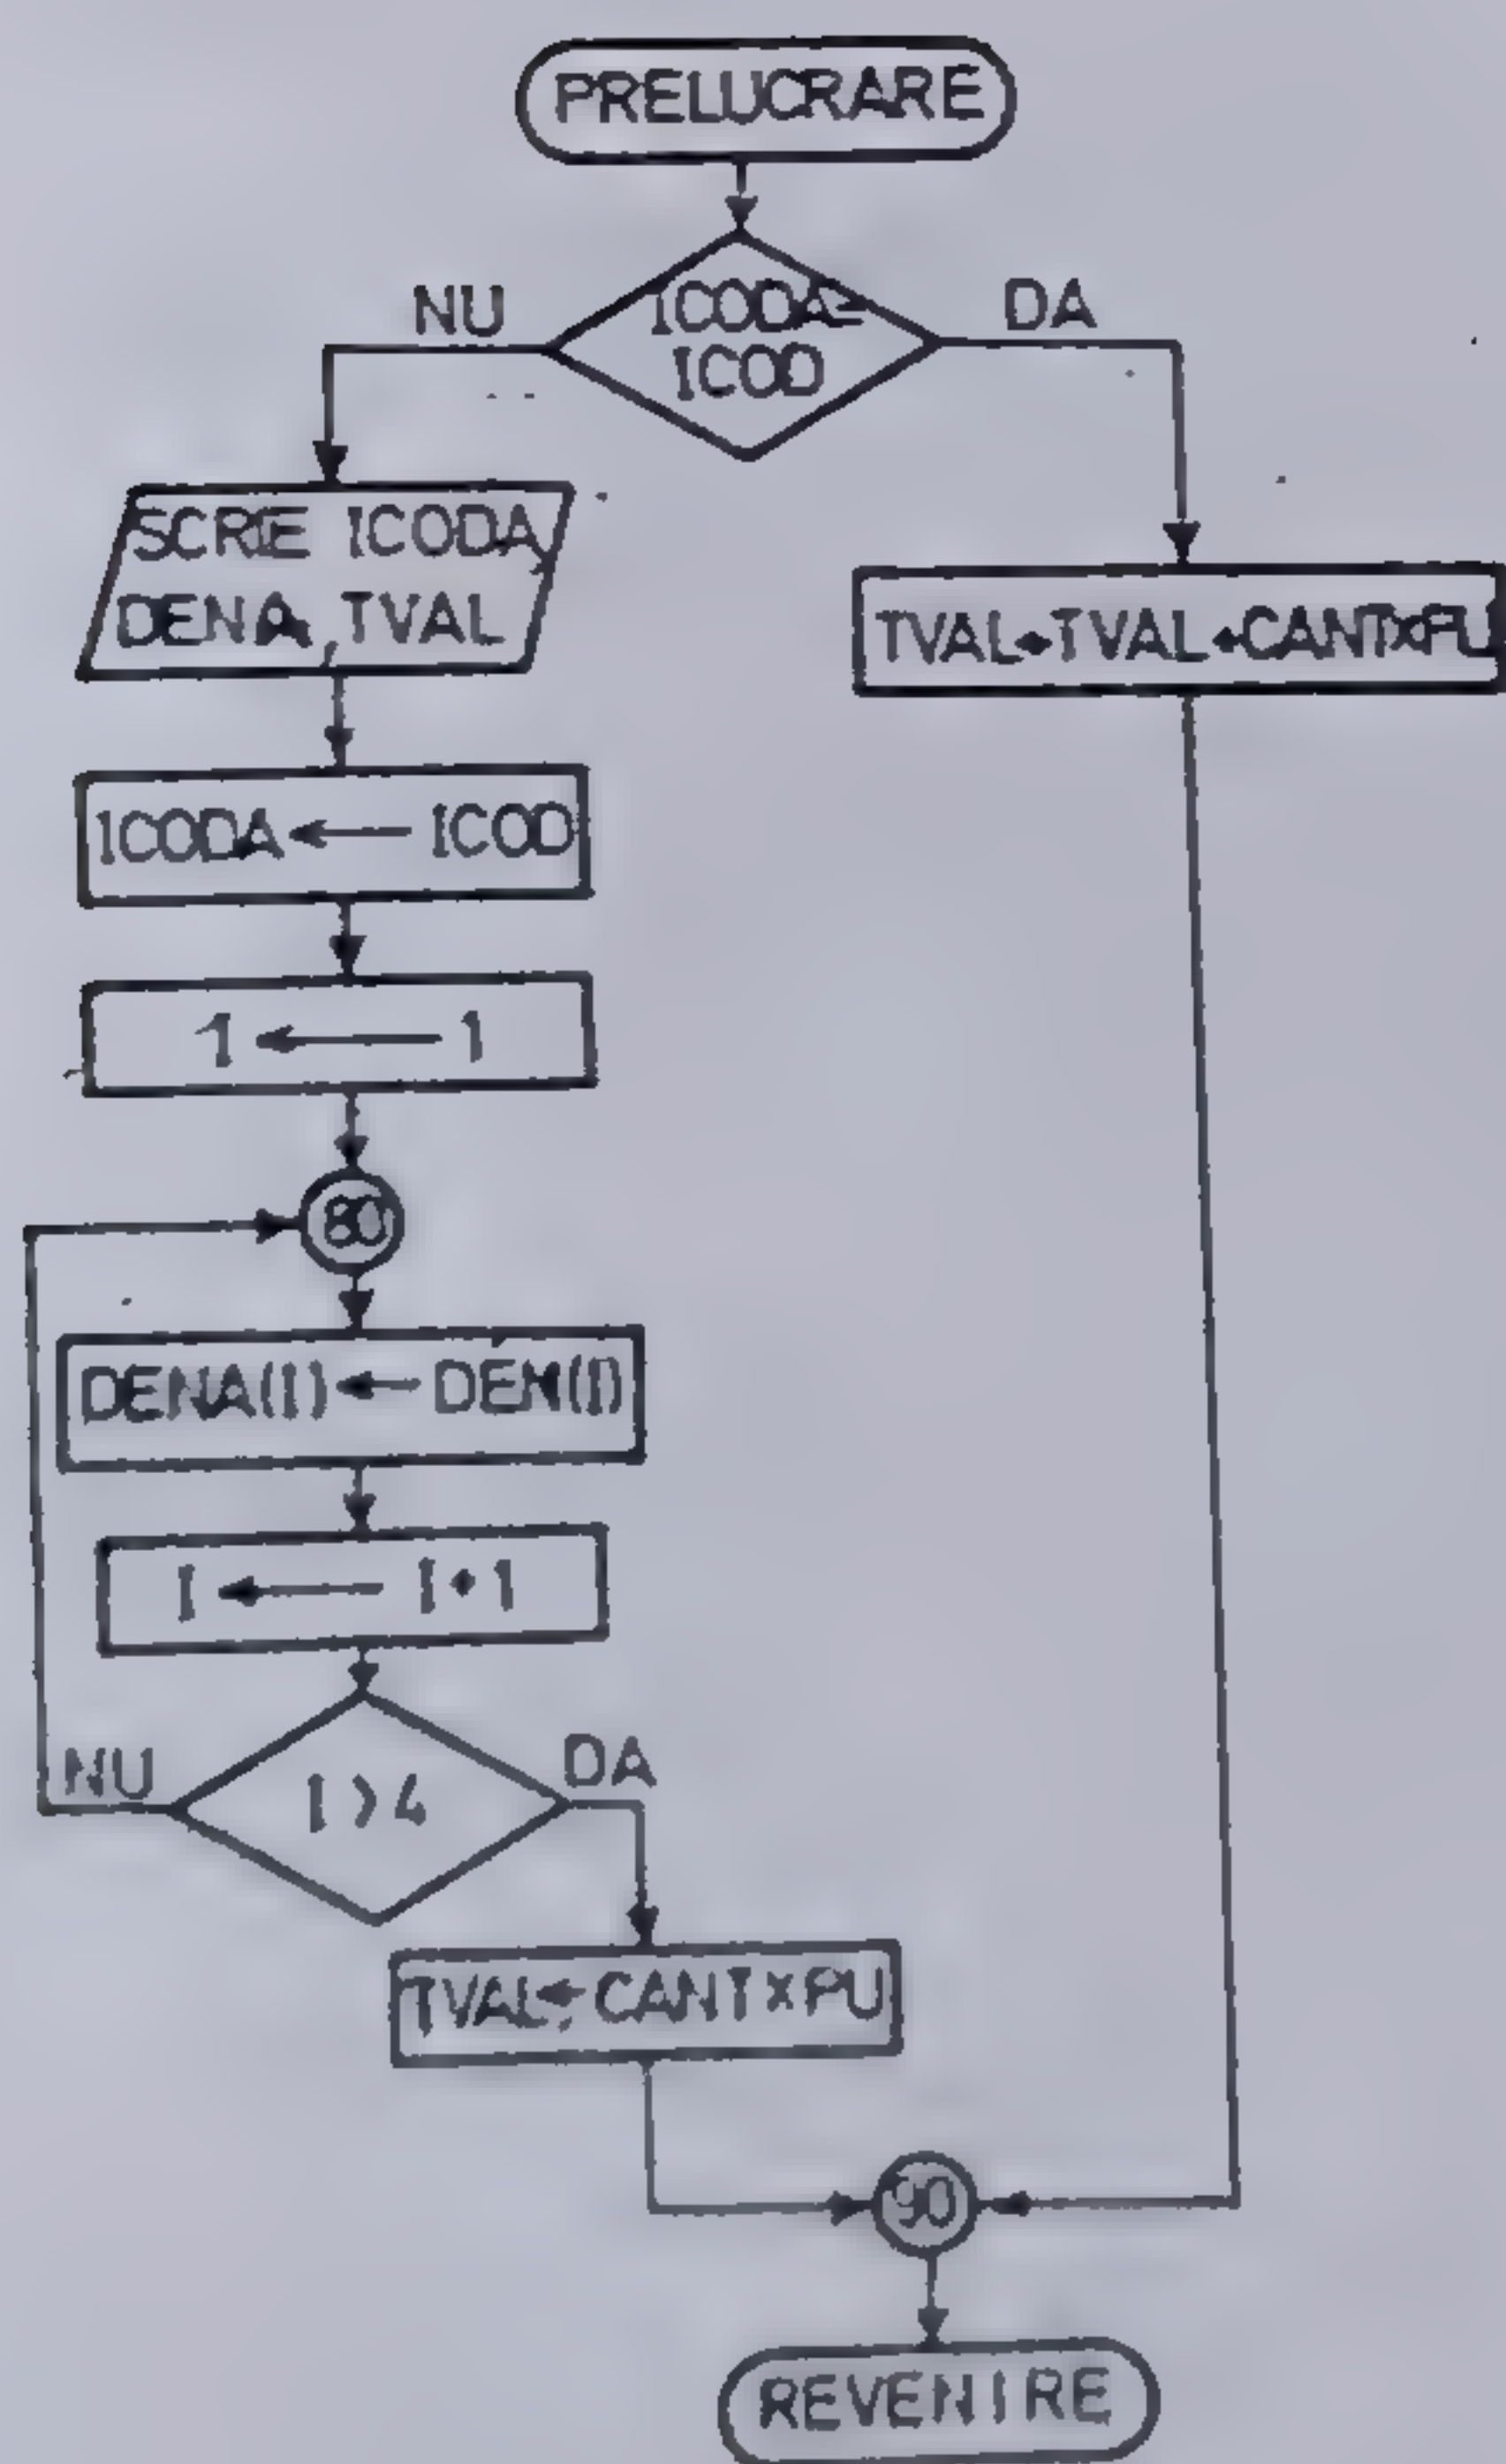 PRELUCRARE
NU
ICODA=
ICOD
DA
SCRIE ICODA,
DENA, TVAL
TVAL←TVAL+CANTXPU
ICODA ← ICOD
1 ← 1
80
DENA(I) ← DEN(I)
I ← I+1
NU
I > 4
DA
TVAL ← CANTXPU
90
REVENIRE